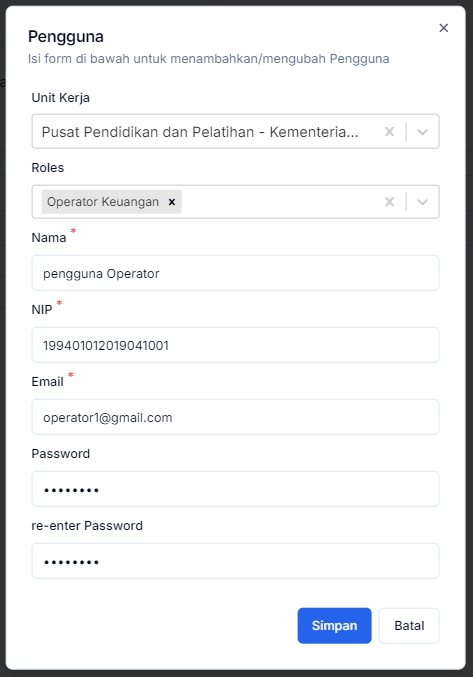 Pengguna
Isi form di bawah untuk menambahkan/mengubah Pengguna
Unit Kerja
Pusat Pendidikan dan Pelatihan - Kementeria...
Roles
Operator Keuangan
Nama *
pengguna Operator
NIP *
199401012019041001
Email *
operator1@gmail.com
Password
••••••••
re-enter Password
••••••••
Simpan Batal